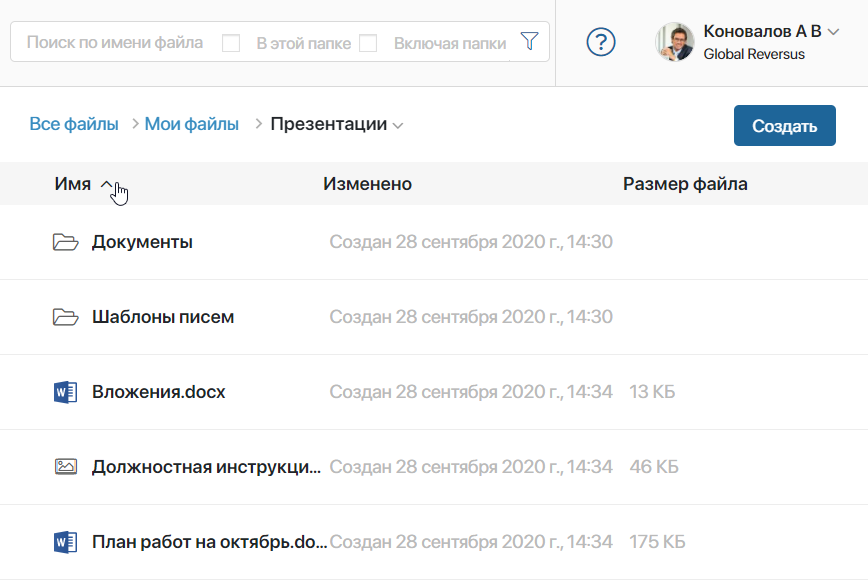 Поиск по имени файла В этой папке Включая папки ? Коновалов А В
Global Reversus
Все файлы > Мои файлы > Презентации
Создать
Имя Изменено Размер файла
Документы Создан 28 сентября 2020 г., 14:30
Шаблоны писем Создан 28 сентября 2020 г., 14:30
W Вложения.docx Создан 28 сентября 2020 г., 14:34 13 КБ
Должностная инструкци... Создан 28 сентября 2020 г., 14:34 46 КБ
W План работ на октябрь.do... Создан 28 сентября 2020 г., 14:34 175 КБ